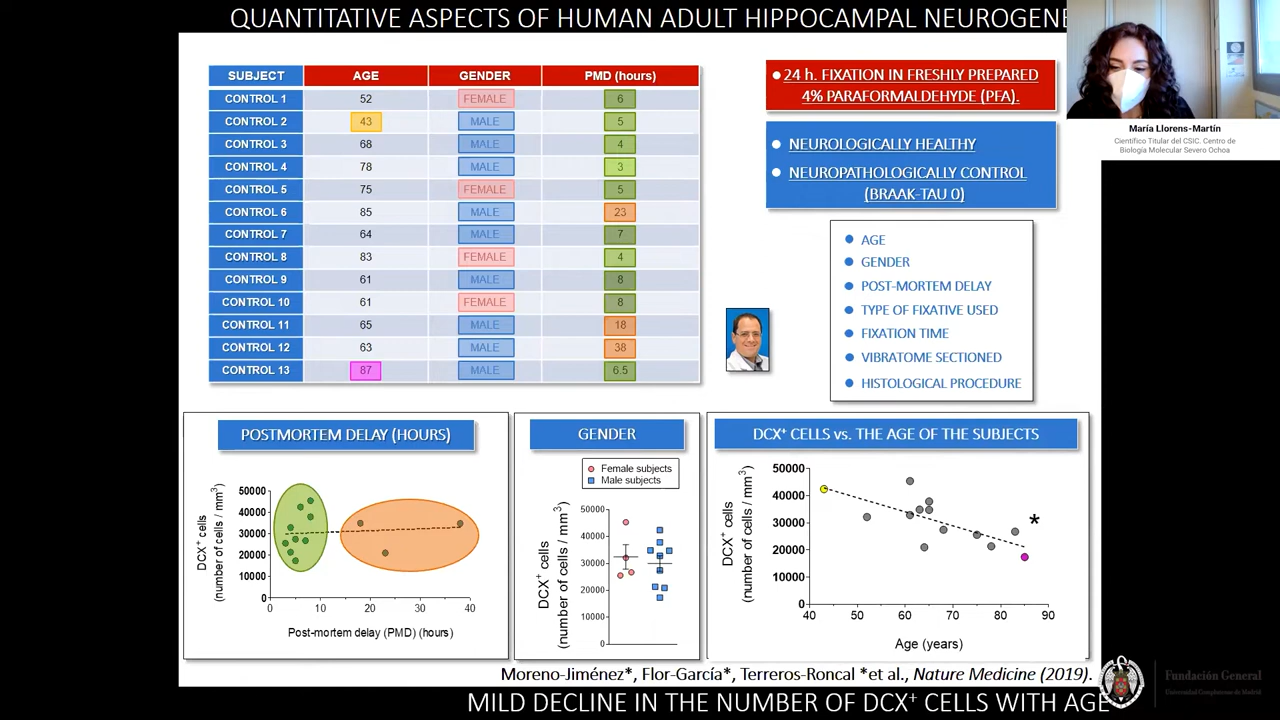 QUANTITATIVE ASPECTS OF HUMAN ADULT HIPPOCAMPAL NEUROGENE
SUBJECT AGE GENDER PMD (hours)
CONTROL 1 52 FEMALE 6
CONTROL 2 43 MALE 5
CONTROL 3 68 MALE 4
CONTROL 4 78 MALE 3
CONTROL 5 75 FEMALE 5
CONTROL 6 85 MALE 23
CONTROL 7 64 MALE 7
CONTROL 8 83 FEMALE 4
CONTROL 9 61 MALE 8
CONTROL 10 61 FEMALE 8
CONTROL 11 65 MALE 18
CONTROL 12 63 MALE 38
CONTROL 13 87 MALE 6.5
24 h. FIXATION IN FRESHLY PREPARED
4% PARAFORMALDEHYDE (PFA).
NEUROLOGICALLY HEALTHY
NEUROPATHOLOGICALLY CONTROL
(BRAAK-TAU 0)
AGE
GENDER
POST-MORTEM DELAY
TYPE OF FIXATIVE USED
FIXATION TIME
VIBRATOME SECTIONED
HISTOLOGICAL PROCEDURE
María Llorens-Martín
Científico Titular del CSIC. Centro de
Biología Molecular Severo Ochoa
POSTMORTEM DELAY (HOURS)
DCX+ cells
(number of cells / mm³)
50000
40000
30000
20000
10000
0
0 10 20 30 40
Post-mortem delay (PMD) (hours)
GENDER
Female subjects
Male subjects
DCX+ cells
(number of cells / mm³)
50000
40000
30000
20000
10000
0
DCX+ CELLS vs. THE AGE OF THE SUBJECTS
DCX+ cells
(number of cells / mm³)
50000
40000
30000
20000
10000
0
40 50 60 70 80 90
*
Age (years)
Moreno-Jiménez*, Flor-García*, Terreros-Roncal *et al., Nature Medicine (2019).
MILD DECLINE IN THE NUMBER OF DCX+ CELLS WITH AGE
Fundación General
Universidad Complutense de Madrid